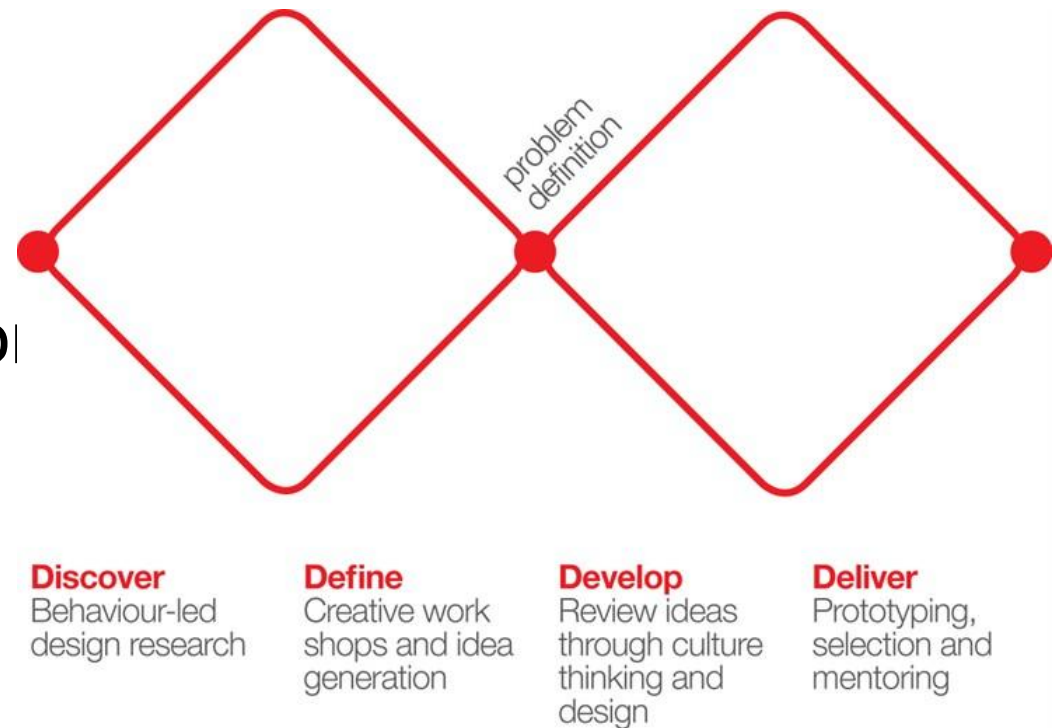 problem
definition
Discover
Behaviour-led
design research
Define
Creative work
shops and idea
generation
Develop
Review ideas
through culture
thinking and
design
Deliver
Prototyping,
selection and
mentoring